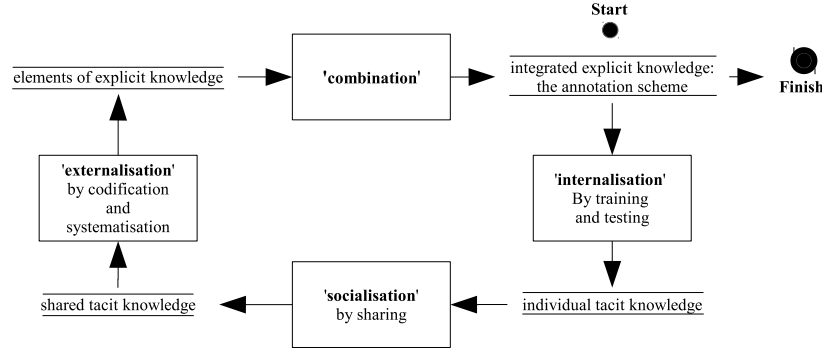 Start
elements of explicit knowledge
'combination'
integrated explicit knowledge:
the annotation scheme
Finish
'externalisation'
by codification
and
systematisation
'internalisation'
By training
and testing
shared tacit knowledge
'socialisation'
by sharing
individual tacit knowledge